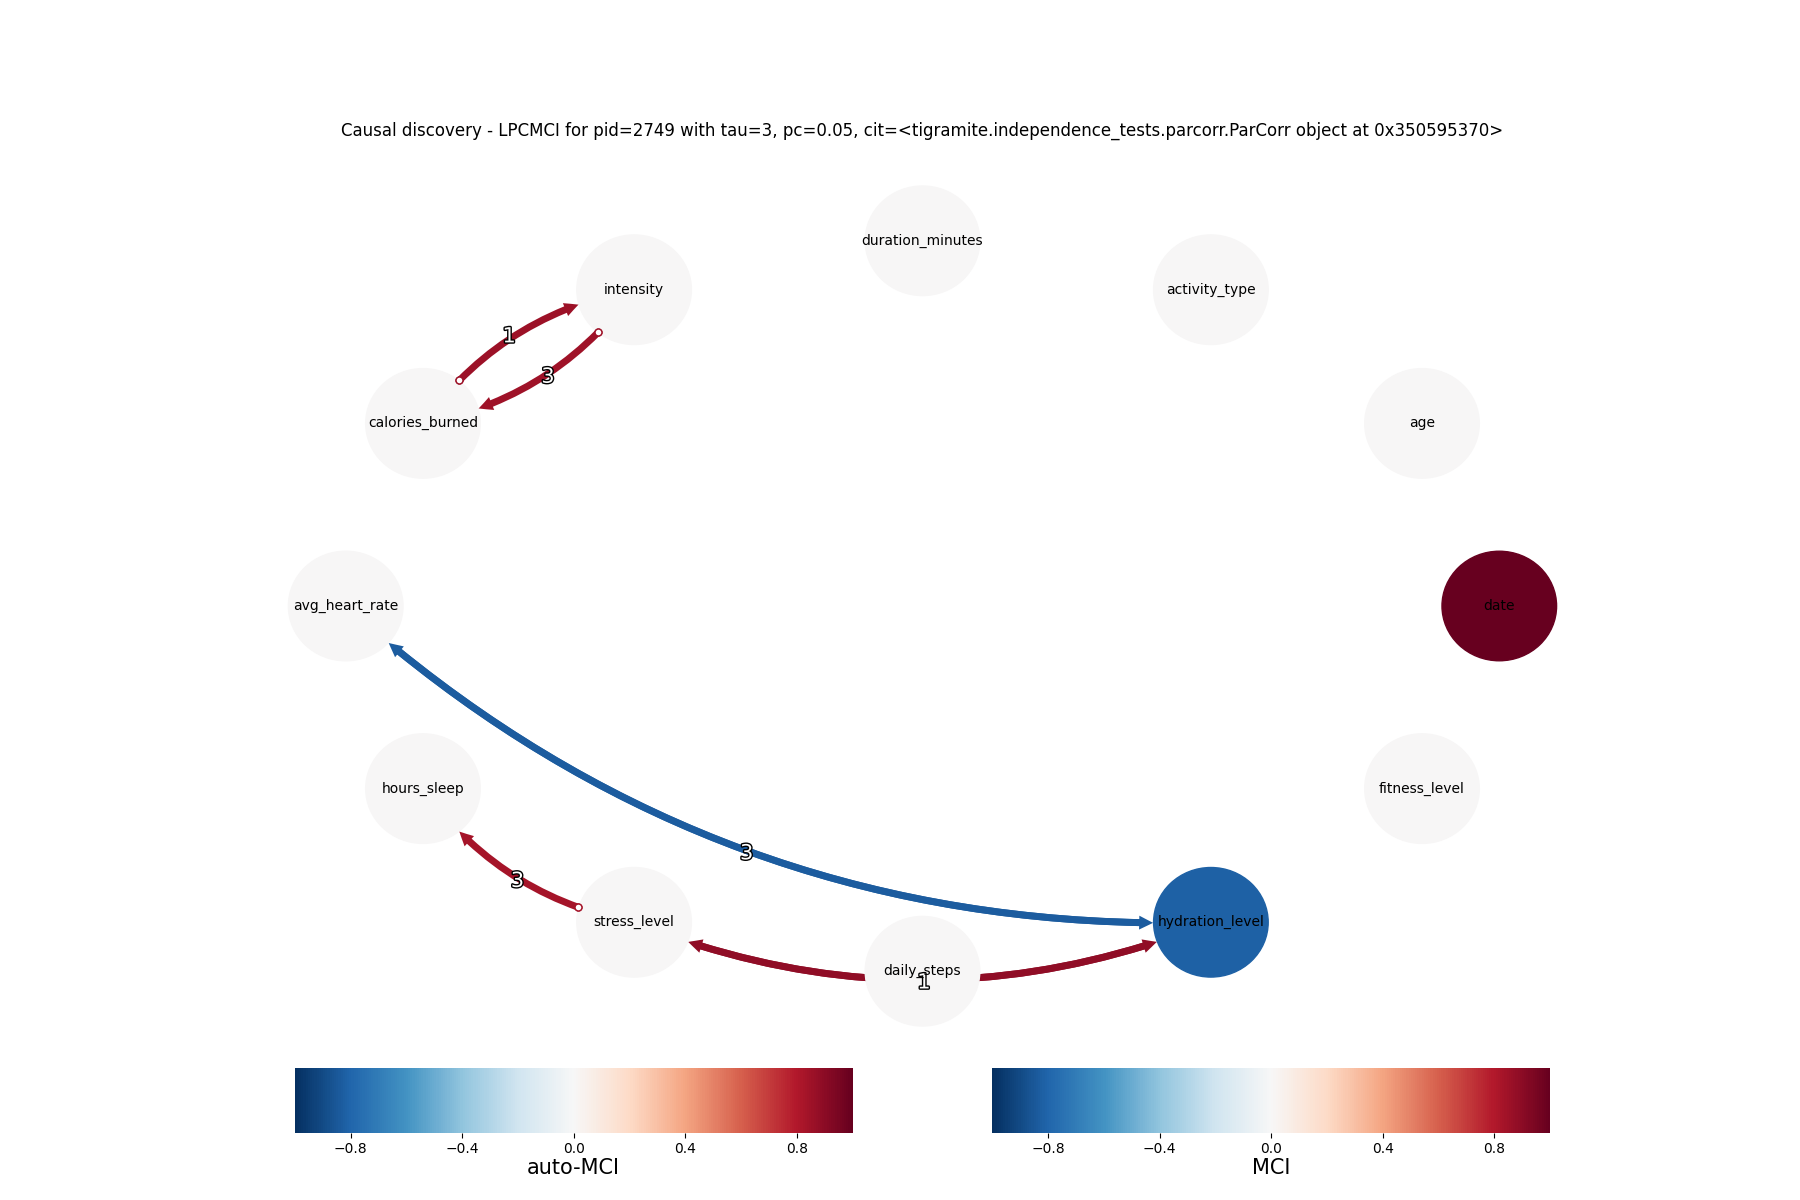 Causal discovery - LPCMCI for pid=2749 with tau=3, pc=0.05, cit=<tigramite.independence_tests.parcorr.ParCorr object at 0x350595370>
duration_minutes
intensity
activity_type
1
3
calories_burned
age
avg_heart_rate
date
hours_sleep
fitness_level
3
3
stress_level
hydration_level
daily_steps
1
−0.8 −0.4 0.0 0.4 0.8
auto-MCI
−0.8 −0.4 0.0 0.4 0.8
MCI